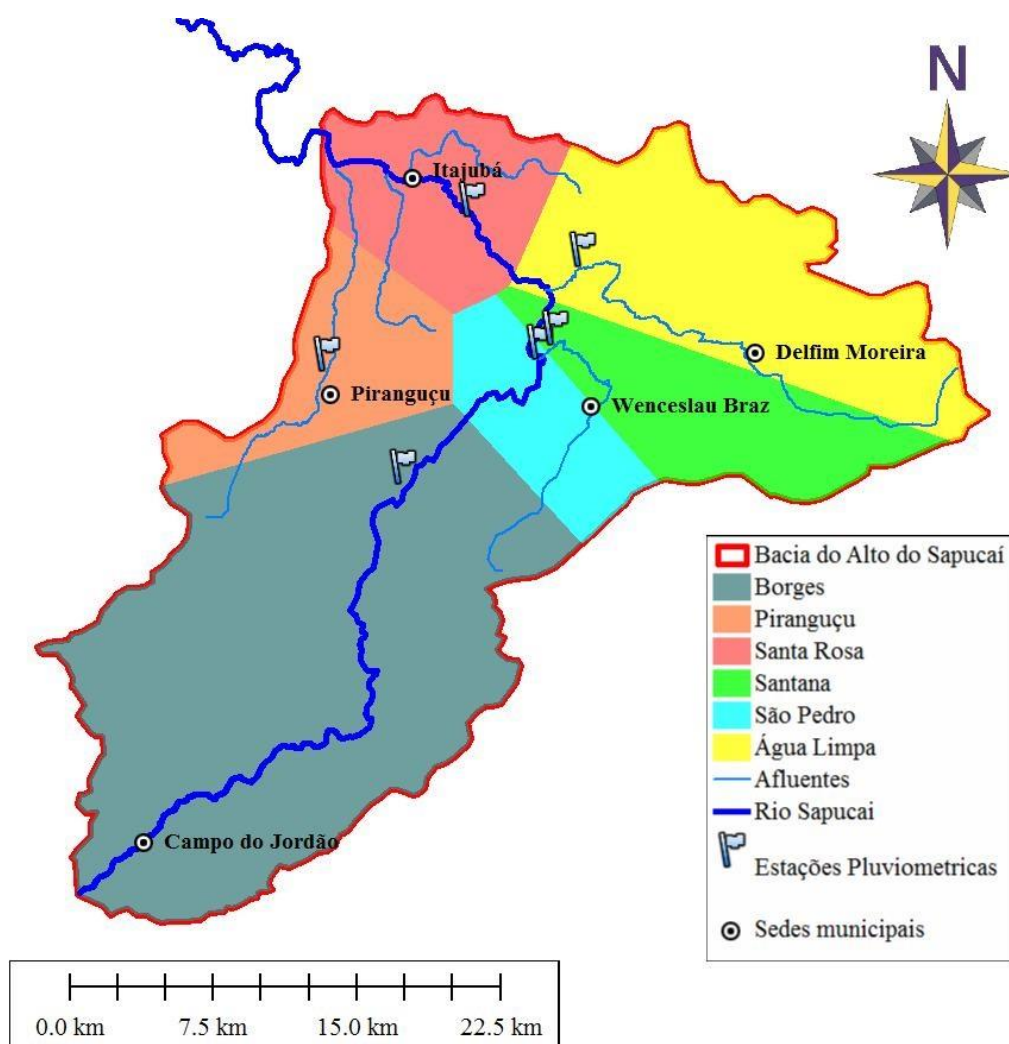 N
Itajubá
Delfim Moreira
Piranguçu
Wenceslau Braz
Campo do Jordão
Bacia do Alto do Sapucaí
Borges
Piranguçu
Santa Rosa
Santana
São Pedro
Água Limpa
Afluentes
Rio Sapucai
Estações Pluviometricas
Sedes municipais
0.0 km 7.5 km 15.0 km 22.5 km